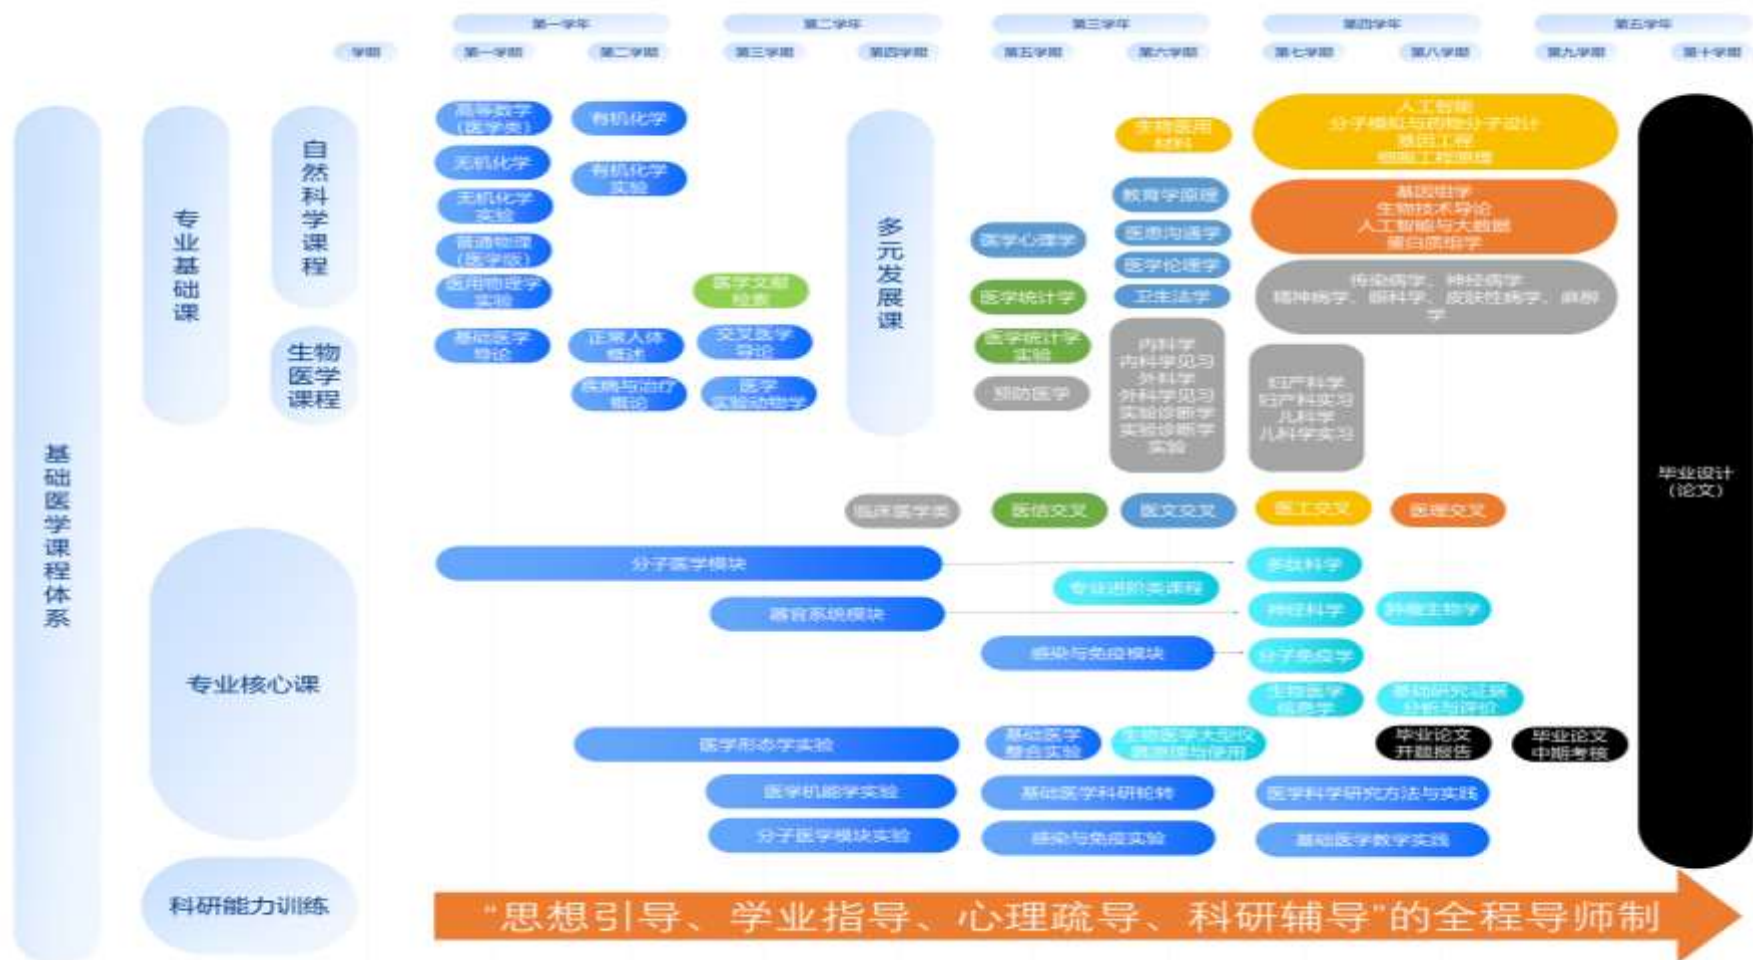 第一学年
第二学年
第三学年
第四学年
第五学年
学期
第一学期
第二学期
第三学期
第四学期
第五学期
第六学期
第七学期
第八学期
第九学期
第十学期
基础医学课程体系
专业基础课
自然科学课程
生物
医学
课程
高等数学
(医学类)
无机化学
无机化学
实验
普通物理
(医学版)
医用物理学
实验
基础医学
导论
有机化学
有机化学
实验
正常人体
概述
疾病与治疗
概论
医学文献
检索
交叉医学
导论
医学
实验动物学
多元发展课
医学心理学
医学统计学
医学统计学
实验
预防医学
生物医用
材料
教育学原理
医患沟通学
医学伦理学
卫生法学
内科学
内科学见习
外科学
外科学见习
实验诊断学
实验诊断学
实验
人工智能
分子模拟与药物分子设计
基因工程
细胞工程原理
基因组学
生物技术导论
人工智能与大数据
蛋白质组学
传染病学、神经病学
精神病学、眼科学、皮肤性病学、麻醉
学
妇产科学
妇产科实习
儿科学
儿科学实习
临床医学类
医信交叉
医文交叉
医工交叉
医理交叉
专业核心课
分子医学模块
多肽科学
专业进阶类课程
器官系统模块
神经科学
肿瘤生物学
感染与免疫模块
分子免疫学
生物医学
信息学
基础研究证据
分析与评价
医学形态学实验
基础医学
整合实验
生物医学大型仪
器原理与使用
毕业论文
开题报告
毕业论文
中期考核
医学机能学实验
基础医学科研轮转
医学科学研究方法与实践
分子医学模块实验
感染与免疫实验
基础医学教学实践
毕业设计
(论文)
科研能力训练
“思想引导、学业指导、心理疏导、科研辅导”的全程导师制